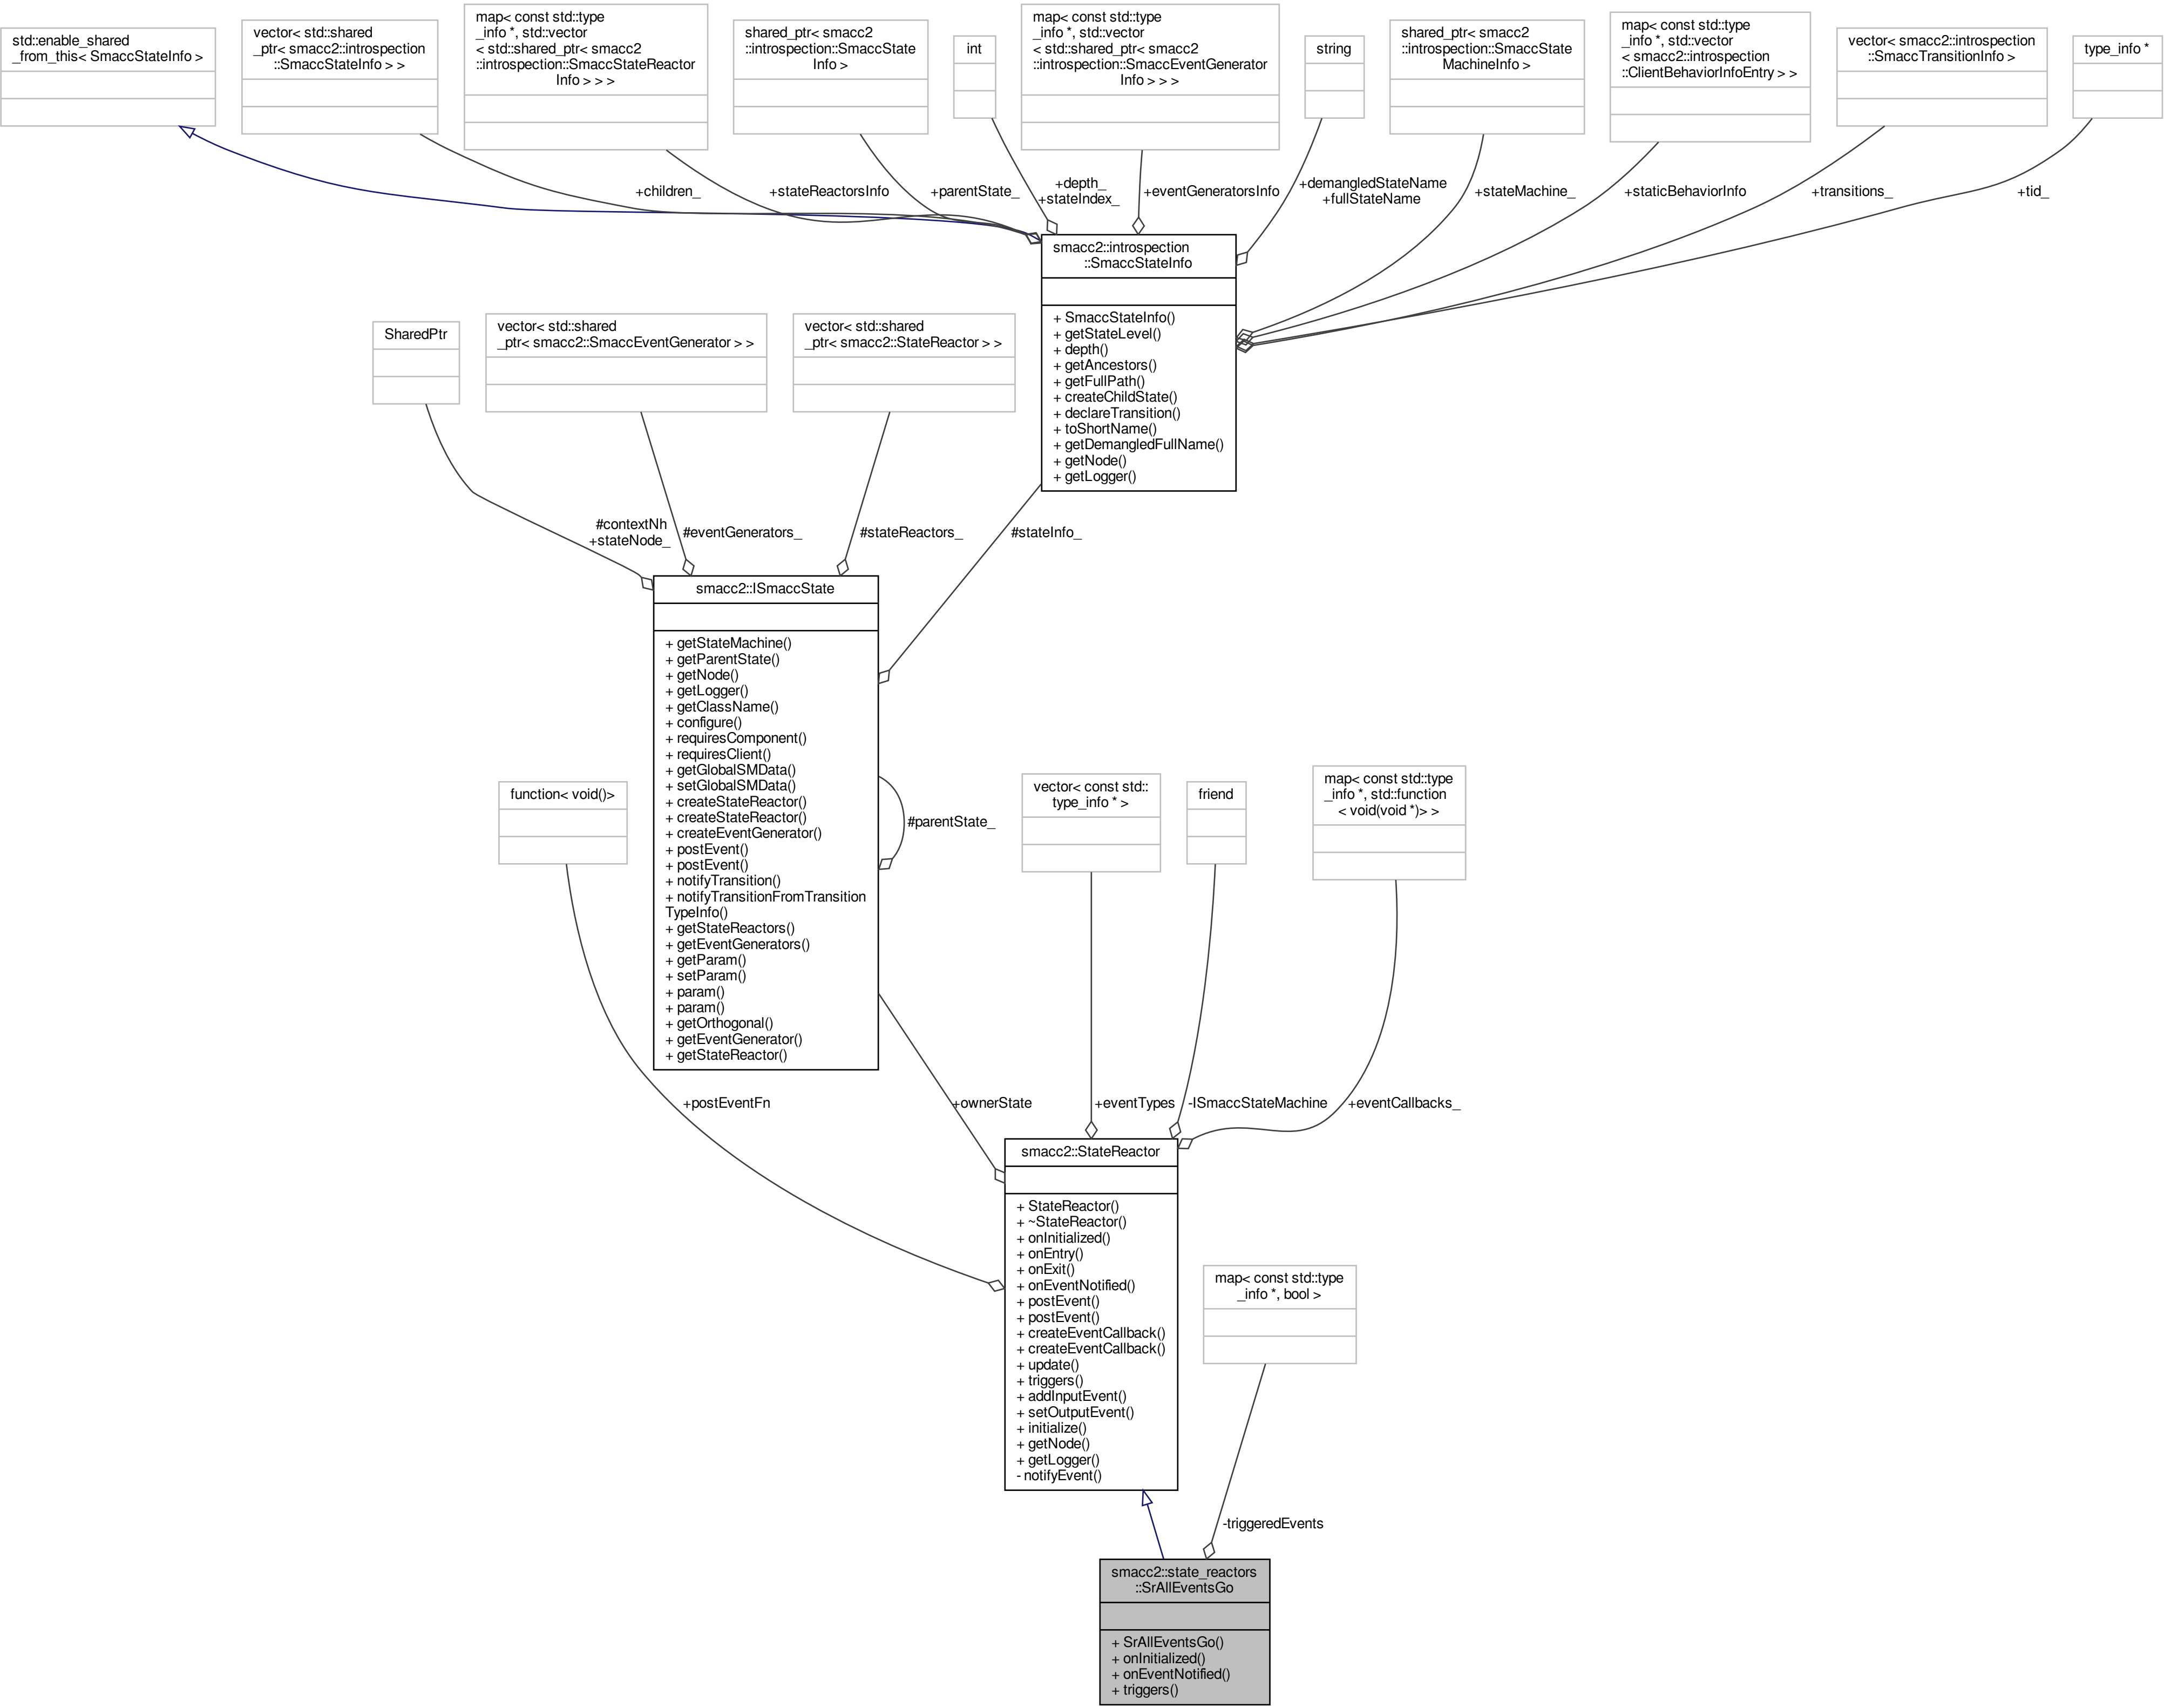 std::enable_shared
_from_this< SmaccStateInfo >
vector< std::shared
_ptr< smacc2::introspection
::SmaccStateInfo > >
map< const std::type
_info *, std::vector
< std::shared_ptr< smacc2
::introspection::SmaccStateReactor
Info > > >
shared_ptr< smacc2
::introspection::SmaccState
Info >
int
map< const std::type
_info *, std::vector
< std::shared_ptr< smacc2
::introspection::SmaccEventGenerator
Info > > >
string
shared_ptr< smacc2
::introspection::SmaccState
MachineInfo >
map< const std::type
_info *, std::vector
< smacc2::introspection
::ClientBehaviorInfoEntry > >
vector< smacc2::introspection
::SmaccTransitionInfo >
type_info *
+children_
+stateReactorsInfo
+parentState_
+depth_
+stateIndex_
+eventGeneratorsInfo
+demangledStateName
+fullStateName
+stateMachine_
+staticBehaviorInfo
+transitions_
+tid_
smacc2::introspection
::SmaccStateInfo
+ SmaccStateInfo()
+ getStateLevel()
+ depth()
+ getAncestors()
+ getFullPath()
+ createChildState()
+ declareTransition()
+ toShortName()
+ getDemangledFullName()
+ getNode()
+ getLogger()
SharedPtr
vector< std::shared
_ptr< smacc2::SmaccEventGenerator > >
vector< std::shared
_ptr< smacc2::StateReactor > >
#contextNh
+stateNode_
#eventGenerators_
#stateReactors_
#stateInfo_
smacc2::ISmaccState
+ getStateMachine()
+ getParentState()
+ getNode()
+ getLogger()
+ getClassName()
+ configure()
+ requiresComponent()
+ requiresClient()
+ getGlobalSMData()
+ setGlobalSMData()
+ createStateReactor()
+ createStateReactor()
+ createEventGenerator()
+ postEvent()
+ postEvent()
+ notifyTransition()
+ notifyTransitionFromTransition
TypeInfo()
+ getStateReactors()
+ getEventGenerators()
+ getParam()
+ setParam()
+ param()
+ param()
+ getOrthogonal()
+ getEventGenerator()
+ getStateReactor()
#parentState_
function< void()>
vector< const std::
type_info * >
friend
map< const std::type
_info *, std::function
< void(void *)> >
+postEventFn
+ownerState
+eventTypes
-ISmaccStateMachine
+eventCallbacks_
smacc2::StateReactor
+ StateReactor()
+ ~StateReactor()
+ onInitialized()
+ onEntry()
+ onExit()
+ onEventNotified()
+ postEvent()
+ postEvent()
+ createEventCallback()
+ createEventCallback()
+ update()
+ triggers()
+ addInputEvent()
+ setOutputEvent()
+ initialize()
+ getNode()
+ getLogger()
- notifyEvent()
map< const std::type
_info *, bool >
-triggeredEvents
smacc2::state_reactors
::SrAllEventsGo
+ SrAllEventsGo()
+ onInitialized()
+ onEventNotified()
+ triggers()